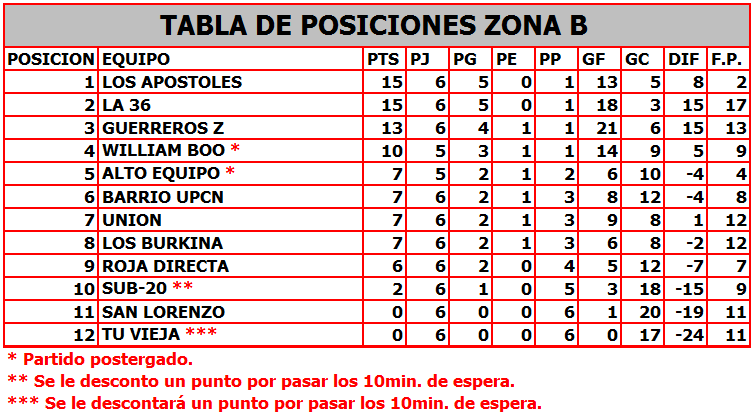 TABLA DE POSICIONES ZONA B
POSICION EQUIPO PTS PJ PG PE PP GF GC DIF F.P.
1 LOS APOSTOLES 15 6 5 0 1 13 5 8 2
2 LA 36 15 6 5 0 1 18 3 15 17
3 GUERREROS Z 13 6 4 1 1 21 6 15 13
4 WILLIAM BOO * 10 5 3 1 1 14 9 5 9
5 ALTO EQUIPO * 7 5 2 1 2 6 10 -4 4
6 BARRIO UPCN 7 6 2 1 3 8 12 -4 8
7 UNION 7 6 2 1 3 9 8 1 12
8 LOS BURKINA 7 6 2 1 3 6 8 -2 12
9 ROJA DIRECTA 6 6 2 0 4 5 12 -7 7
10 SUB-20 ** 2 6 1 0 5 3 18 -15 9
11 SAN LORENZO 0 6 0 0 6 1 20 -19 11
12 TU VIEJA *** 0 6 0 0 6 0 17 -24 11
* Partido postergado.
** Se le desconto un punto por pasar los 10min. de espera.
*** Se le descontará un punto por pasar los 10min. de espera.